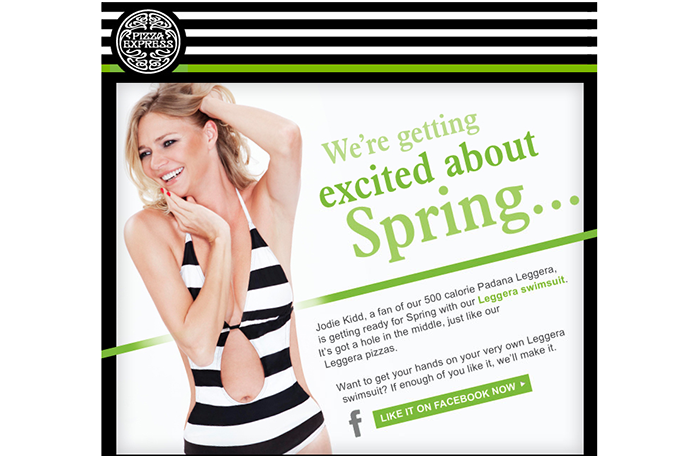 PIZZA
EXPRESS
We're getting
excited about
Spring...
Jodie Kidd, a fan of our 500 calorie Padana Leggera,
is getting ready for Spring with our Leggera swimsuit.
It's got a hole in the middle, just like our
Leggera pizzas.
Want to get your hands on your very own Leggera
swimsuit? If enough of you like it, we'll make it.
f LIKE IT ON FACEBOOK NOW